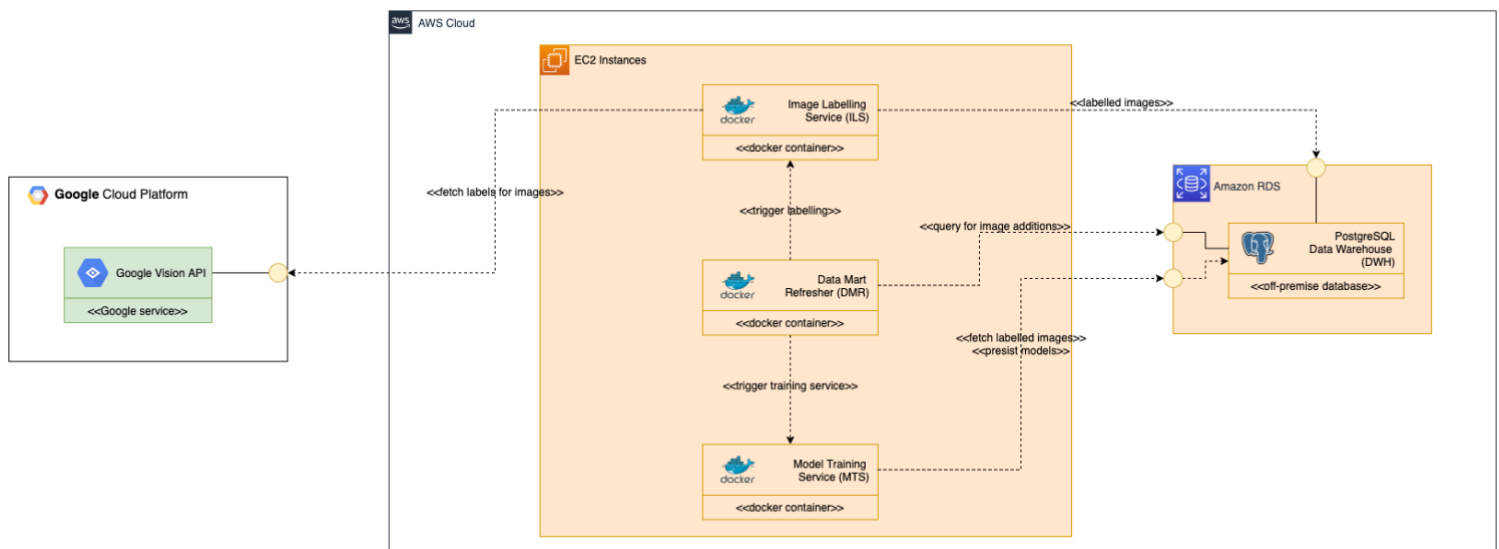 aws
AWS Cloud
EC2 Instances
docker
Image Labelling
Service (ILS)
<<docker container>>
<<labelled images>>
<<fetch labels for images>>
Google Cloud Platform
Google Vision API
<<Google service>>
<<trigger labelling>>
<<query for image additions>>
Amazon RDS
PostgreSQL
Data Warehouse
(DWH)
<<off-premise database>>
docker
Data Mart
Refresher (DMR)
<<docker container>>
<<fetch labelled images>>
<<presist models>>
<<trigger training service>>
docker
Model Training
Service (MTS)
<<docker container>>